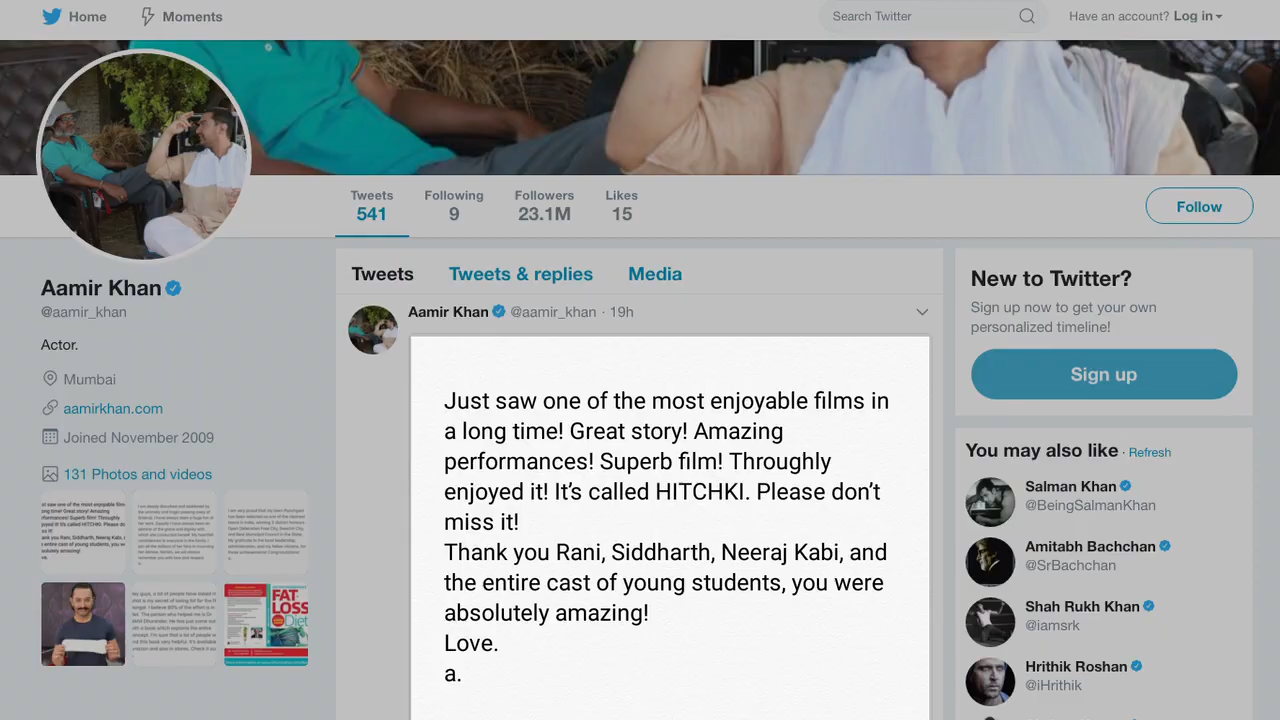 Home Moments Search Twitter Have an account? Log in
Tweets Following Followers Likes
541 9 23.1M 15
Follow
Aamir Khan
@aamir_khan
Actor.
Mumbai
aamirkhan.com
Joined November 2009
131 Photos and videos
FAT
LOSS
Diet
Tweets Tweets & replies Media
Aamir Khan @aamir_khan · 19h
Just saw one of the most enjoyable films in
a long time! Great story! Amazing
performances! Superb film! Throughly
enjoyed it! It's called HITCHKI. Please don't
miss it!
Thank you Rani, Siddharth, Neeraj Kabi, and
the entire cast of young students, you were
absolutely amazing!
Love.
a.
New to Twitter?
Sign up now to get your own
personalized timeline!
Sign up
You may also like · Refresh
Salman Khan
@BeingSalmanKhan
Amitabh Bachchan
@SrBachchan
Shah Rukh Khan
@iamsrk
Hrithik Roshan
@iHrithik